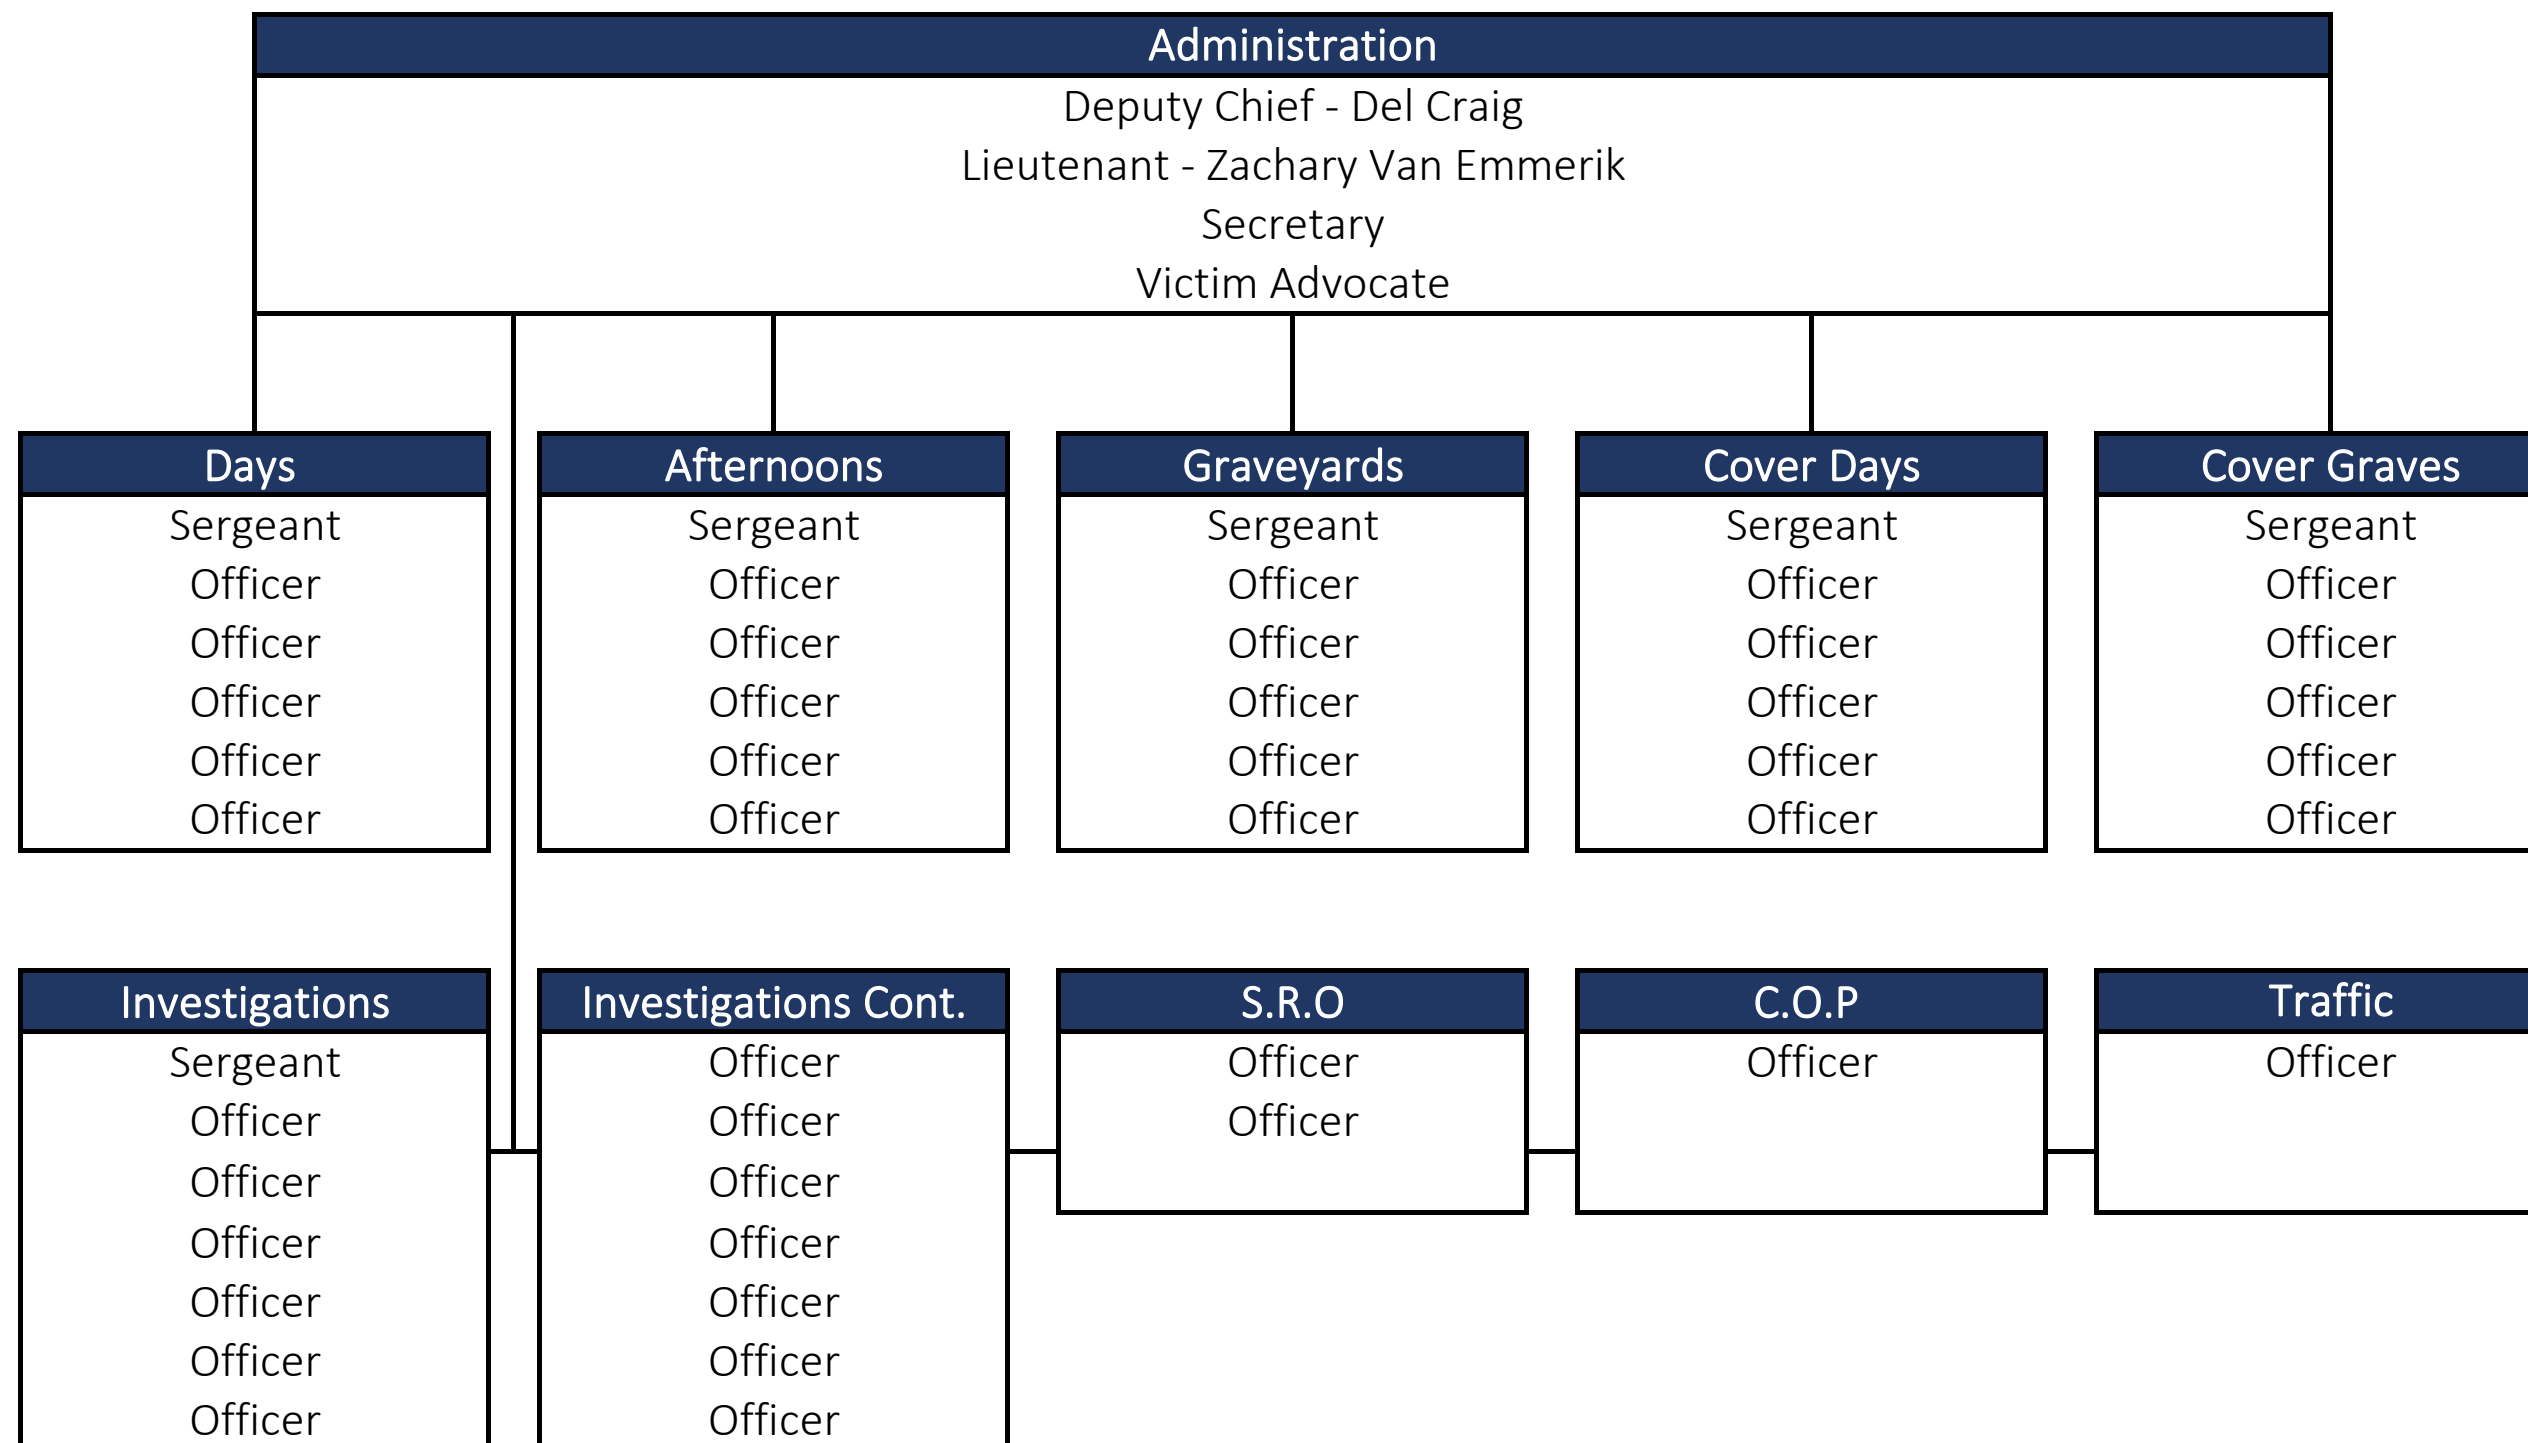 Administration
Deputy Chief - Del Craig
Lieutenant - Zachary Van Emmerik
Secretary
Victim Advocate
Days
Sergeant
Officer
Officer
Officer
Officer
Officer
Afternoons
Sergeant
Officer
Officer
Officer
Officer
Officer
Graveyards
Sergeant
Officer
Officer
Officer
Officer
Officer
Cover Days
Sergeant
Officer
Officer
Officer
Officer
Officer
Cover Graves
Sergeant
Officer
Officer
Officer
Officer
Officer
Investigations
Sergeant
Officer
Officer
Officer
Officer
Officer
Officer
Investigations Cont.
Officer
Officer
Officer
Officer
Officer
Officer
Officer
S.R.O
Officer
Officer
C.O.P
Officer
Traffic
Officer